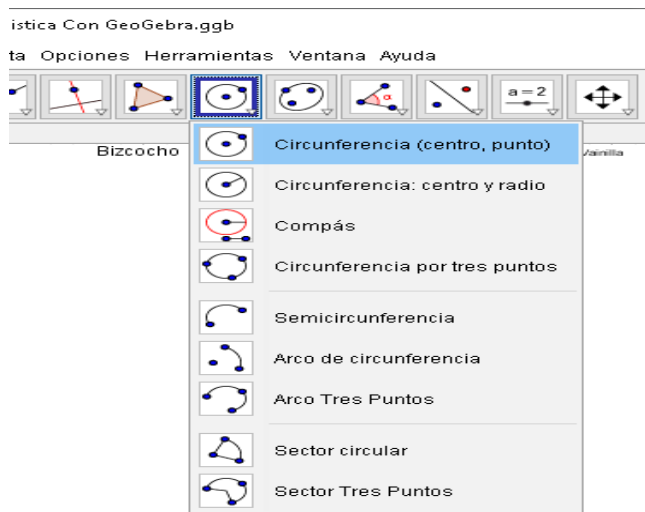 istica Con GeoGebra.ggb
ta Opciones Herramientas Ventana Ayuda
α
a=2
Circunferencia (centro, punto)
Bizcocho
Vainilla
Circunferencia: centro y radio
Compás
Circunferencia por tres puntos
Semicircunferencia
Arco de circunferencia
Arco Tres Puntos
Sector circular
Sector Tres Puntos